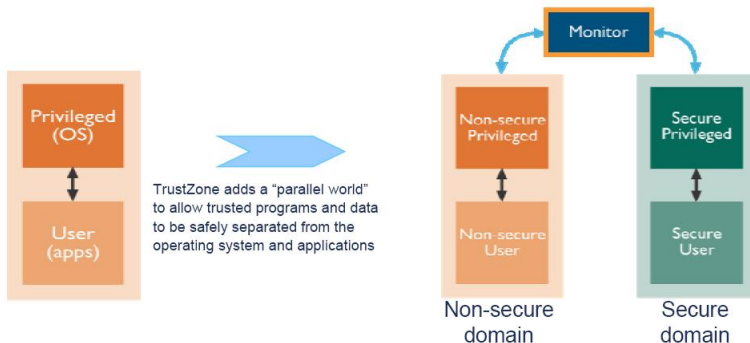 Monitor
Privileged
(OS)
User
(apps)
TrustZone adds a “parallel world”
to allow trusted programs and data
to be safely separated from the
operating system and applications
Non-secure
Privileged
Non-secure
User
Non-secure
domain
Secure
Privileged
Secure
User
Secure
domain